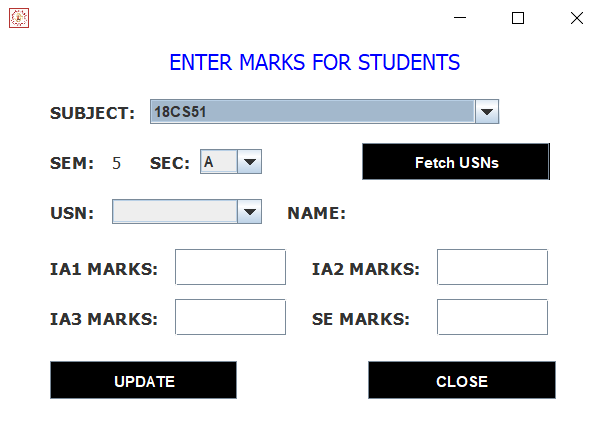 ENTER MARKS FOR STUDENTS
SUBJECT: 18CS51
SEM: 5 SEC: A Fetch USNs
USN: NAME:
IA1 MARKS: IA2 MARKS:
IA3 MARKS: SE MARKS:
UPDATE CLOSE